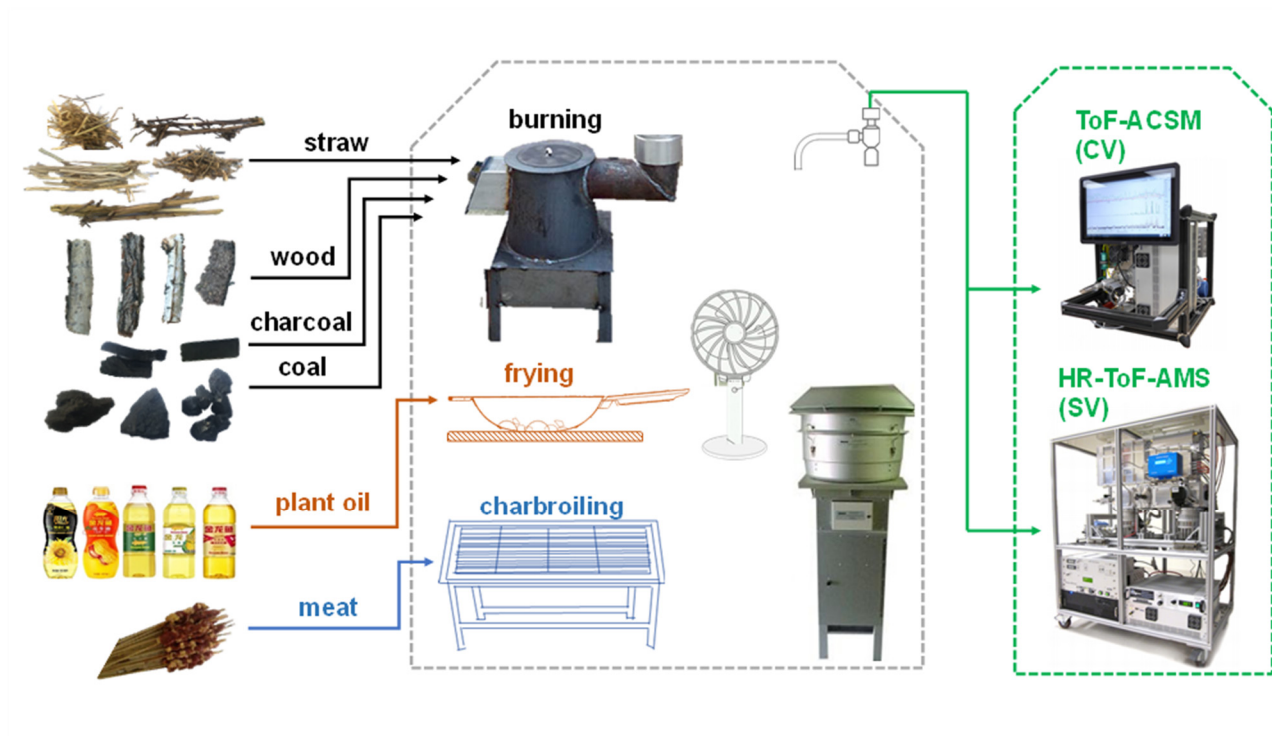 burning
straw
wood
charcoal
coal
frying
plant oil
charbroiling
meat
ToF-ACSM
(CV)
HR-ToF-AMS
(SV)